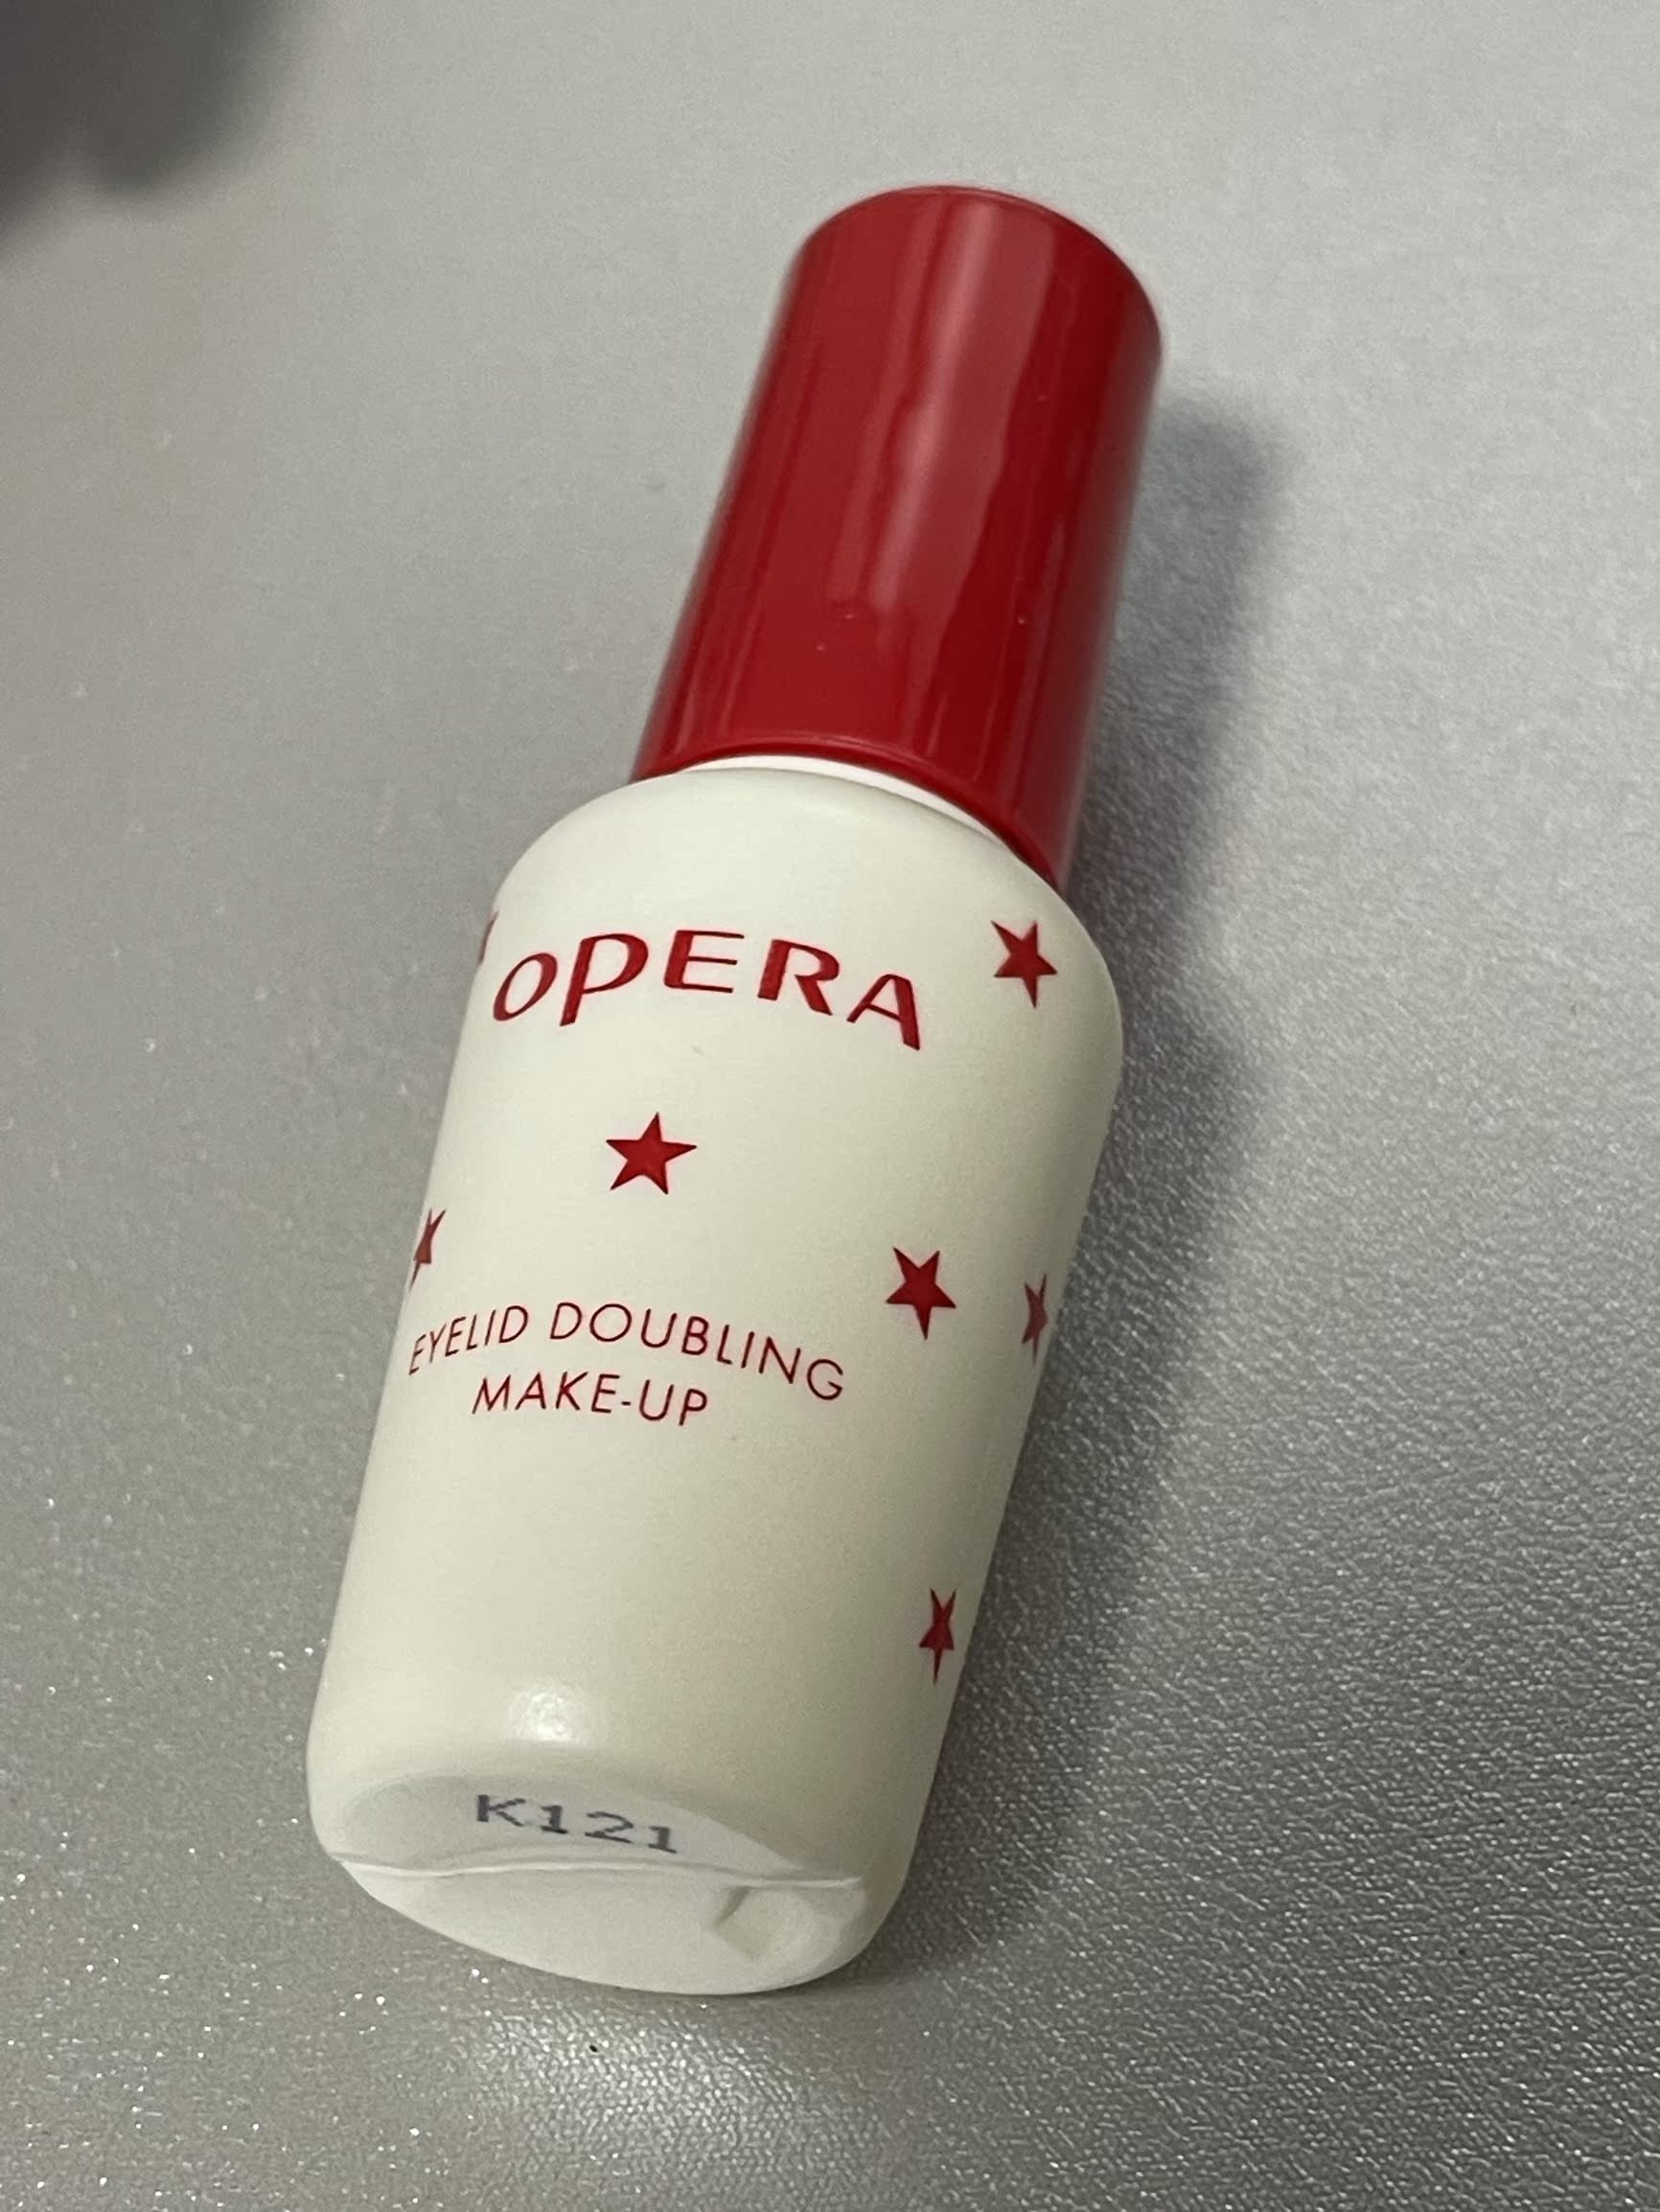 OPERA
EYELID DOUBLING
MAKE-UP
K121